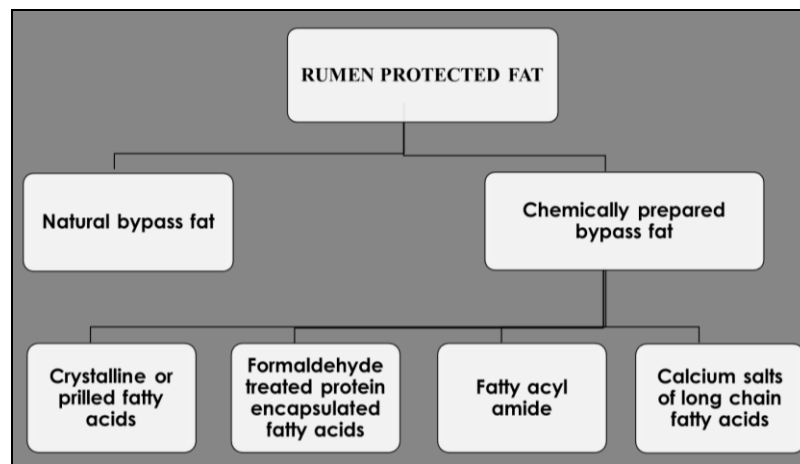 RUMEN PROTECTED FAT
Natural bypass fat
Chemically prepared
bypass fat
Crystalline or
prilled fatty
acids
Formaldehyde
treated protein
encapsulated
fatty acids
Fatty acyl
amide
Calcium salts
of long chain
fatty acids